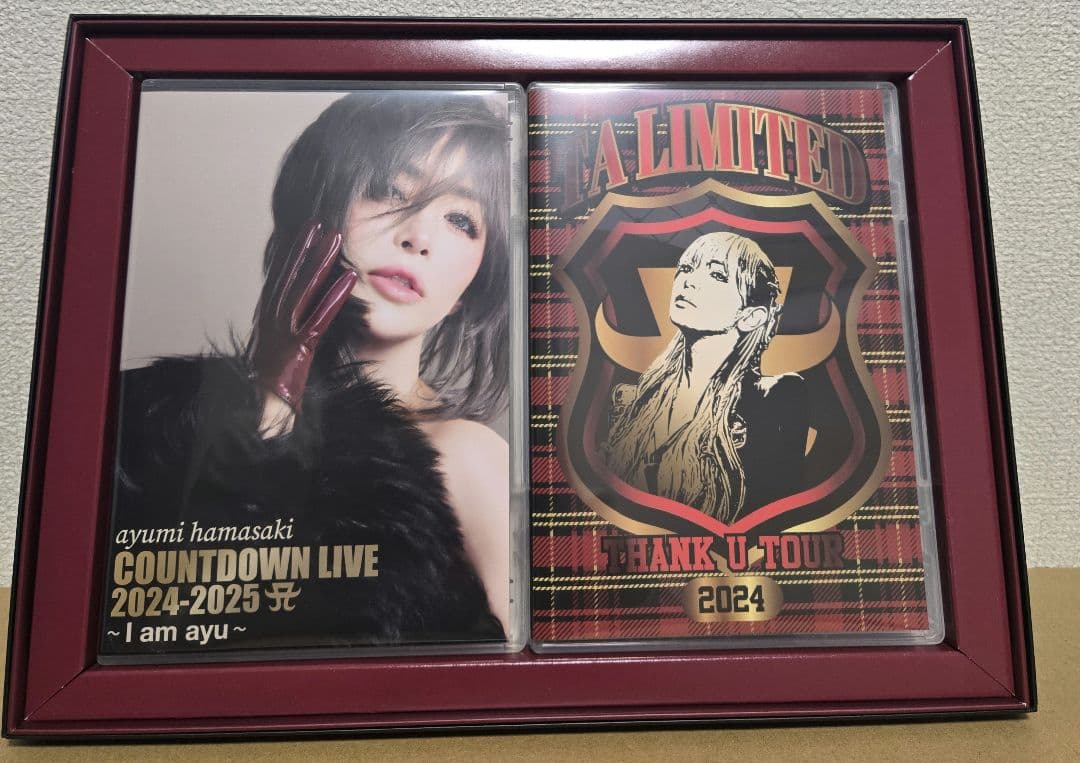 ayumi hamasaki
COUNTDOWN LIVE
2024-2025 A
~I am ayu~
TA LIMITED
THANK U TOUR
2024